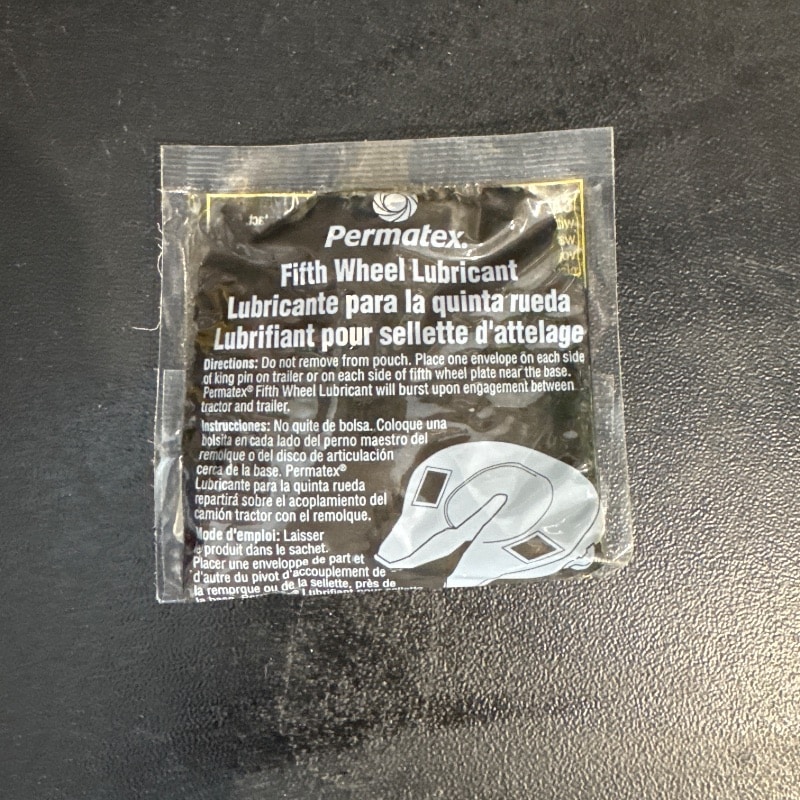 Permatex®
Fifth Wheel Lubricant
Lubricante para la quinta rueda
Lubrifiant pour sellette d'attelage
Directions: Do not remove from pouch. Place one envelope on each side
of king pin on trailer or on each side of fifth wheel plate near the base.
Permatex® Fifth Wheel Lubricant will burst upon engagement between
tractor and trailer.
Instrucciones: No quite de bolsa. Coloque una
bolsita en cada lado del perno maestro del
remolque o del disco de articulación
cerca de la base. Permatex®
Lubricante para la quinta rueda
repartirá sobre el acoplamiento del
camión tractor con el remolque.
Mode d'emploi: Laisser
produit dans le sachet.
Placer une enveloppe de part et
d'autre du pivot d'accouplement de
la remorque ou de la sellette, près de
la base. Lubrifiant pour sellette